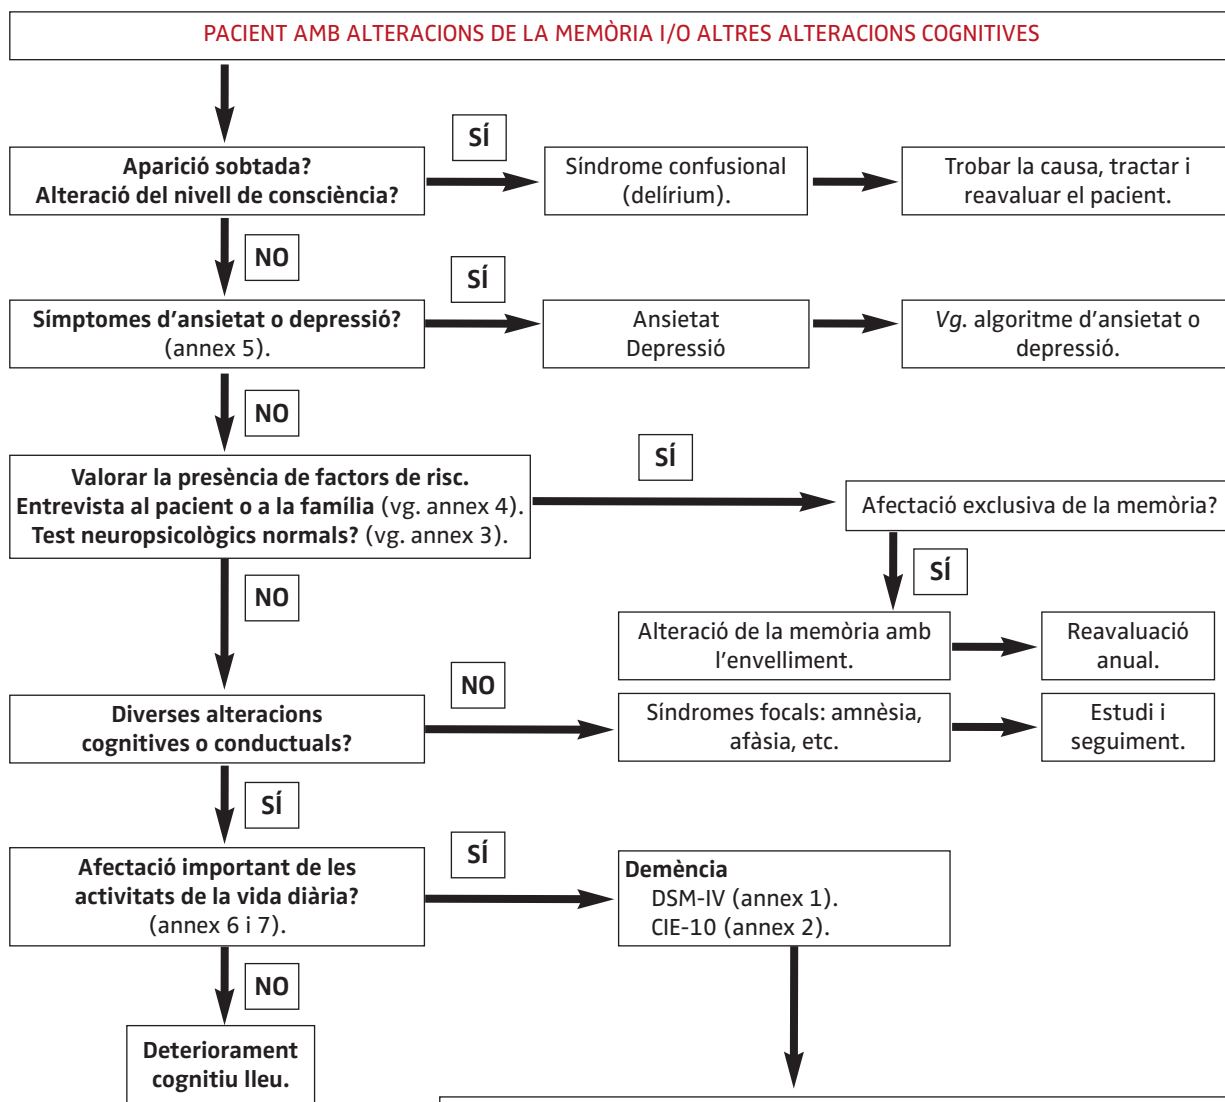 PACIENT AMB ALTERACIONS DE LA MEMÒRIA I/O ALTRES ALTERACIONS COGNITIVES
Aparició sobtada?
Alteració del nivell de consciència?
SÍ
Síndrome confusional
(delírium).
Trobar la causa, tractar i
reavaluar el pacient.
NO
Símptomes d'ansietat o depressió?
(annex 5).
SÍ
Ansietat
Depressió
Vg. algoritme d'ansietat o
depressió.
NO
Valorar la presència de factors de risc.
Entrevista al pacient o a la família (vg. annex 4).
Test neuropsicològics normals? (vg. annex 3).
SÍ
Afectació exclusiva de la memòria?
SÍ
Alteració de la memòria amb
l'envelliment.
Reavaluació
anual.
NO
Diverses alteracions
cognitives o conductuals?
NO
Síndromes focals: amnèsia,
afàsia, etc.
Estudi i
seguiment.
SÍ
Afectació important de les
activitats de la vida diària?
(annex 6 i 7).
SÍ
Demència
DSM-IV (annex 1).
CIE-10 (annex 2).
NO
Deteriorament
cognitiu lleu.